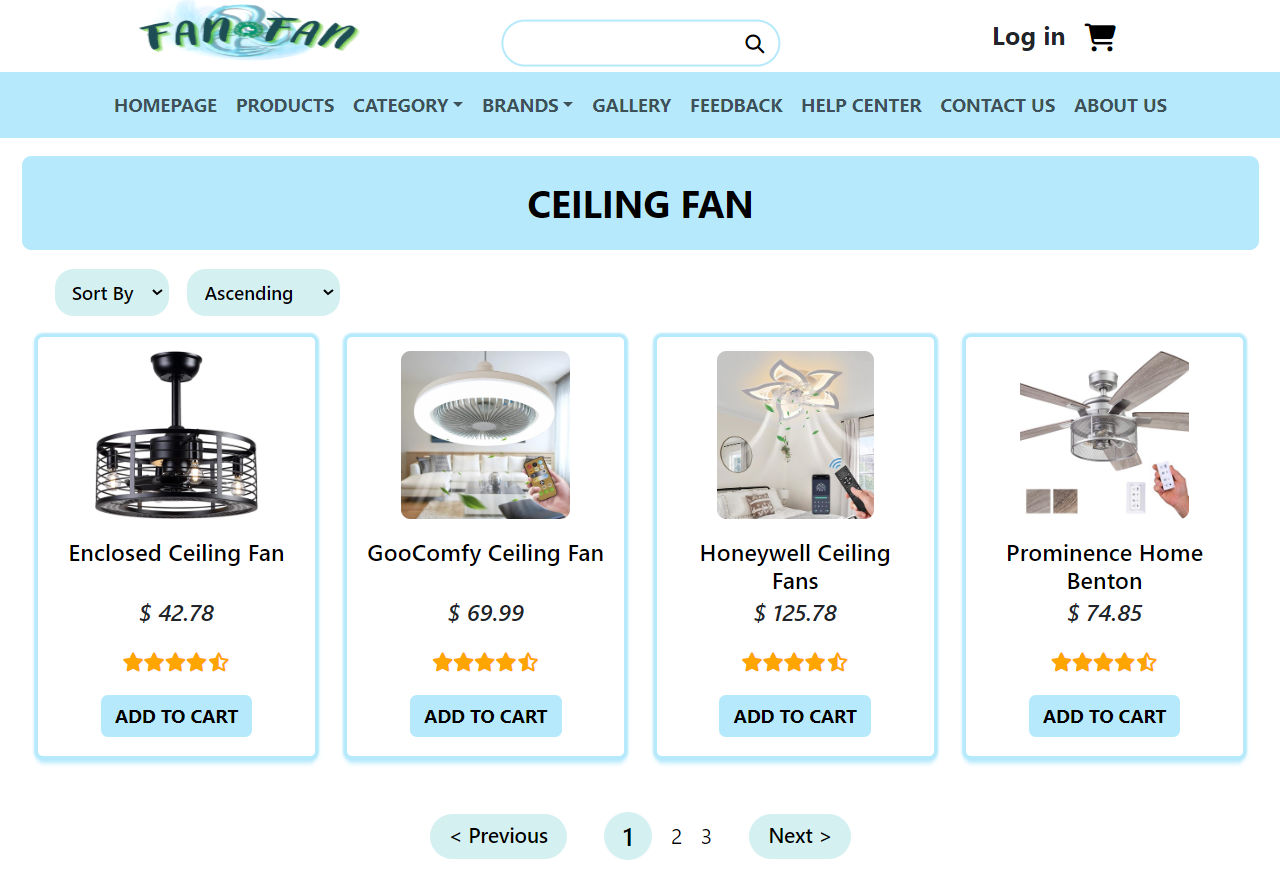 FAN FAN
Log in
HOMEPAGE PRODUCTS CATEGORY BRANDS GALLERY FEEDBACK HELP CENTER CONTACT US ABOUT US
CEILING FAN
Sort By Ascending
Enclosed Ceiling Fan
$ 42.78
ADD TO CART
GooComfy Ceiling Fan
$ 69.99
ADD TO CART
Honeywell Ceiling
Fans
$ 125.78
ADD TO CART
Prominence Home
Benton
$ 74.85
ADD TO CART
< Previous 1 2 3 Next >